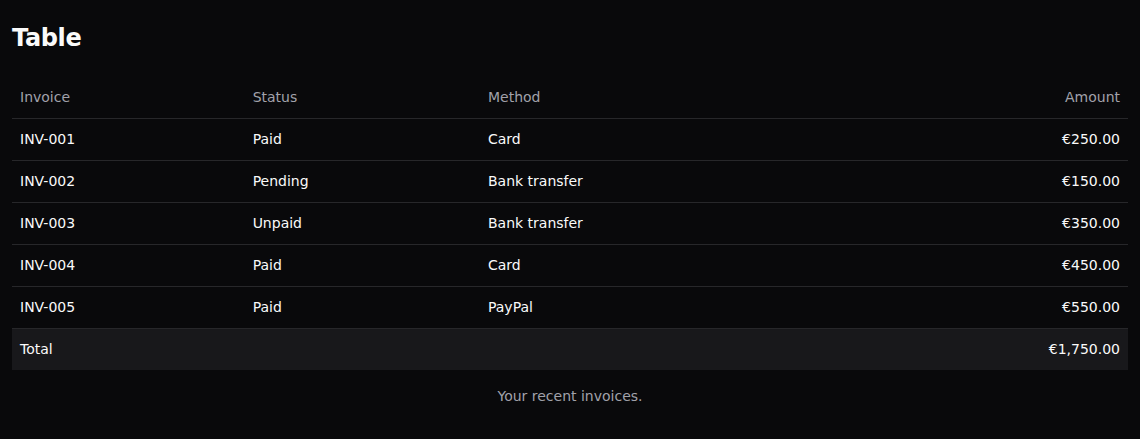 Table
Invoice Status Method Amount
INV-001 Paid Card €250.00
INV-002 Pending Bank transfer €150.00
INV-003 Unpaid Bank transfer €350.00
INV-004 Paid Card €450.00
INV-005 Paid PayPal €550.00
Total €1,750.00
Your recent invoices.